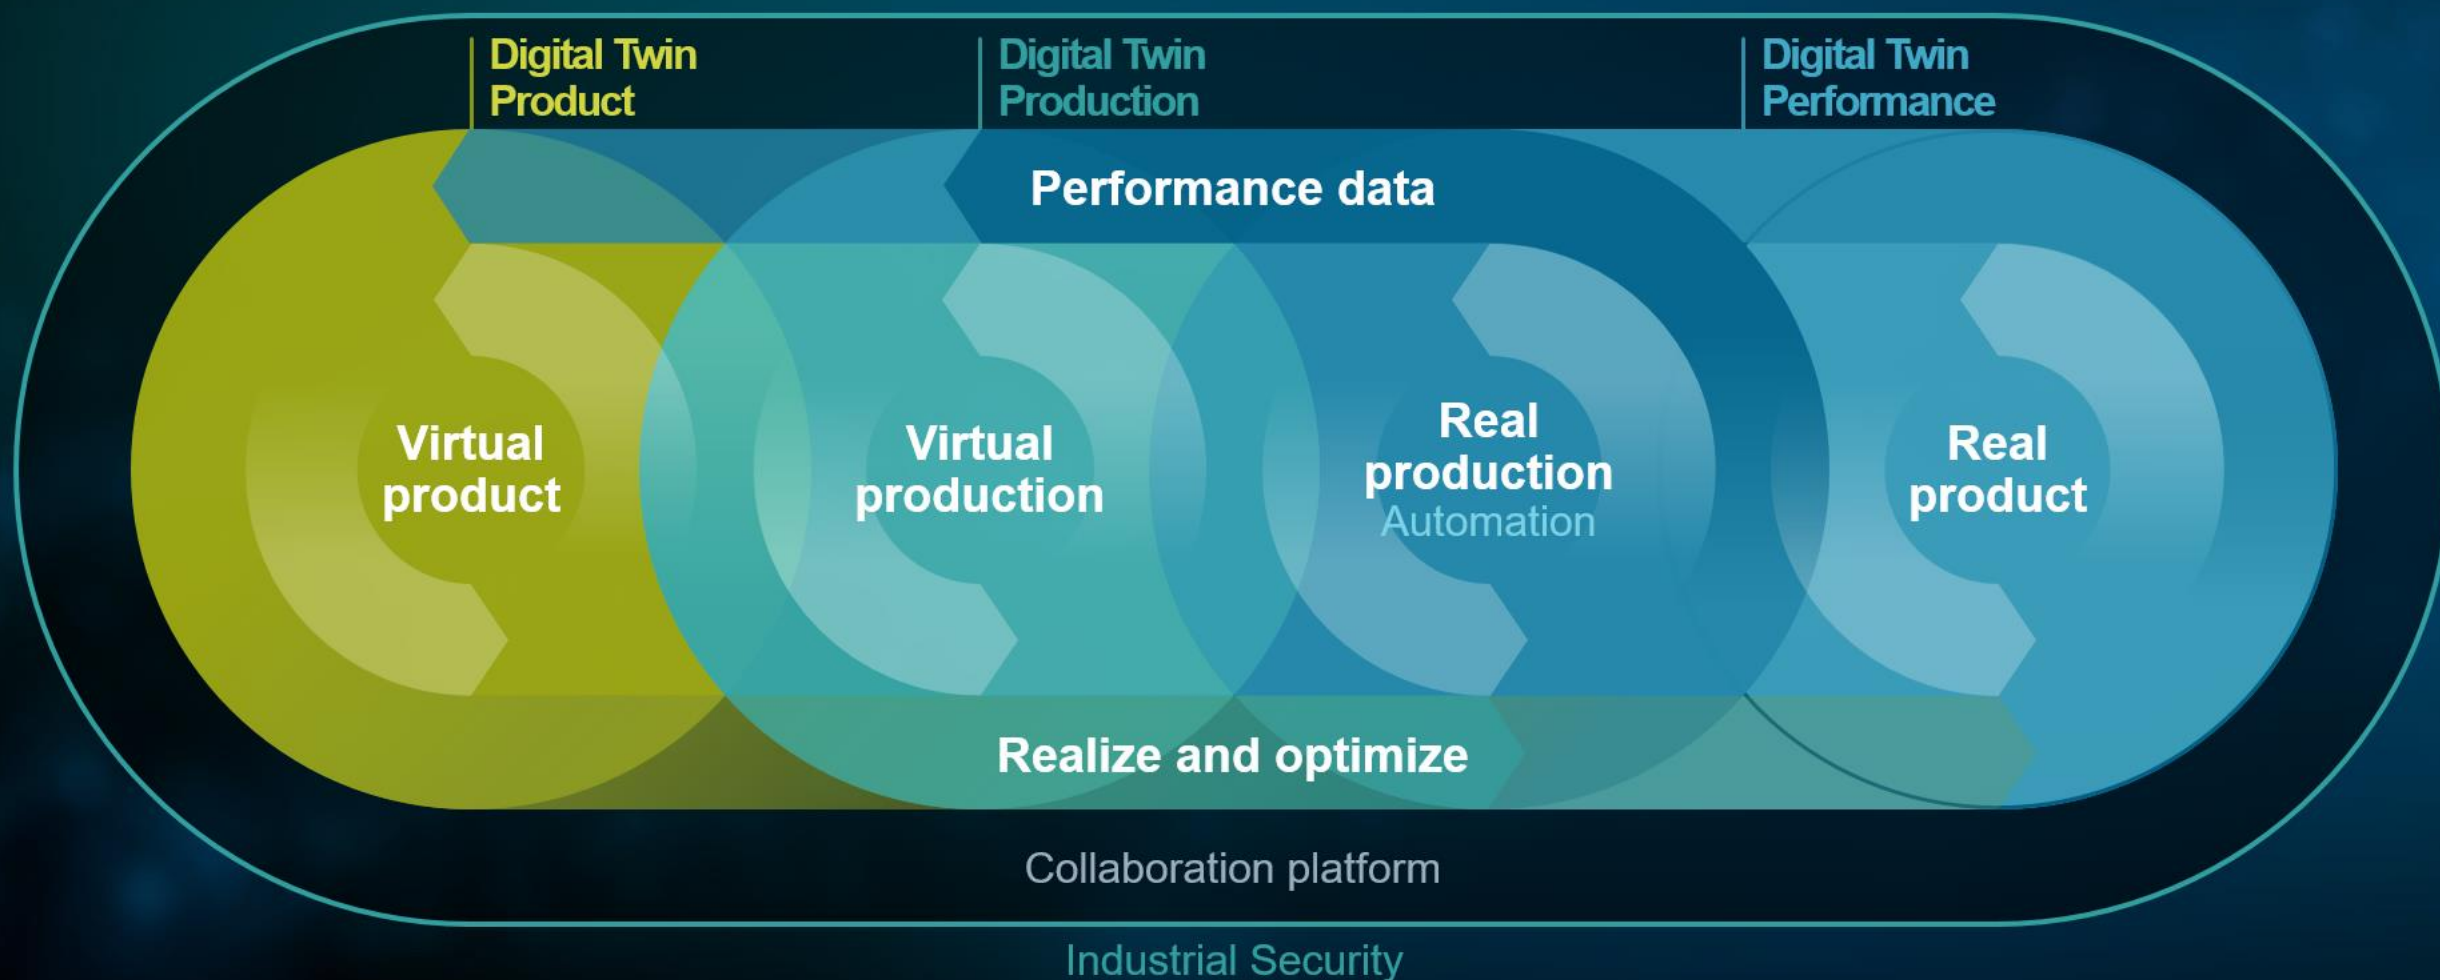 Digital Twin
Product
Digital Twin
Production
Digital Twin
Performance
Performance data
Virtual
product
Virtual
production
Real
production
Automation
Real
product
Realize and optimize
Collaboration platform
Industrial Security